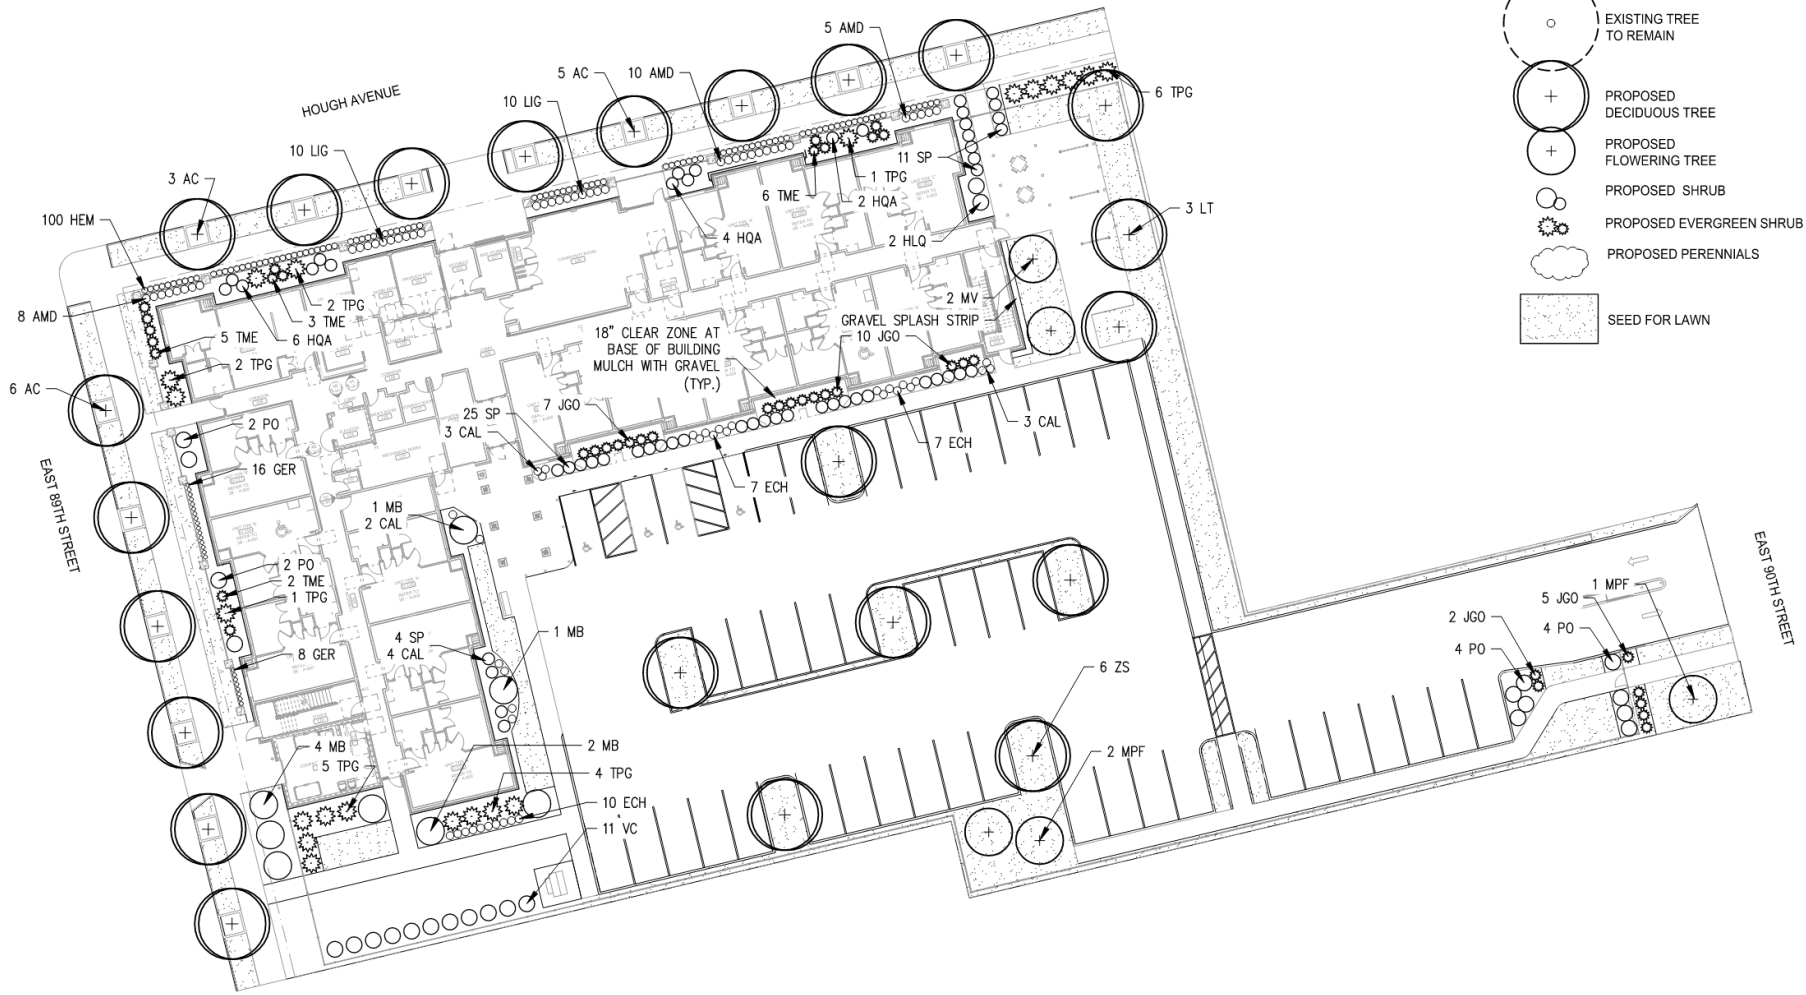 EXISTING TREE
TO REMAIN
PROPOSED
DECIDUOUS TREE
PROPOSED
FLOWERING TREE
PROPOSED SHRUB
PROPOSED EVERGREEN SHRUB
PROPOSED PERENNIALS
SEED FOR LAWN
HOUGH AVENUE
5 AMD
5 AC
10 AMD
6 TPG
10 LIG
10 LIG
11 SP
3 AC
1 TPG
6 TME
2 HQA
3 LT
100 HEM
4 HQA
2 HLQ
2 TPG
2 MV
8 AMD
3 TME
GRAVEL SPLASH STRIP
5 TME
6 HQA
18" CLEAR ZONE AT
BASE OF BUILDING
MULCH WITH GRAVEL
(TYP.)
10 JGO
2 TPG
6 AC
7 JGO
25 SP
3 CAL
3 CAL
2 PO
7 ECH
16 GER
7 ECH
EAST 89TH STREET
1 MB
2 CAL
EAST 90TH STREET
2 PO
2 TME
1 TPG
1 MPF
5 JGO
2 JGO
4 PO
4 PO
1 MB
4 SP
4 CAL
8 GER
6 ZS
4 MB
5 TPG
2 MB
2 MPF
4 TPG
10 ECH
11 VC